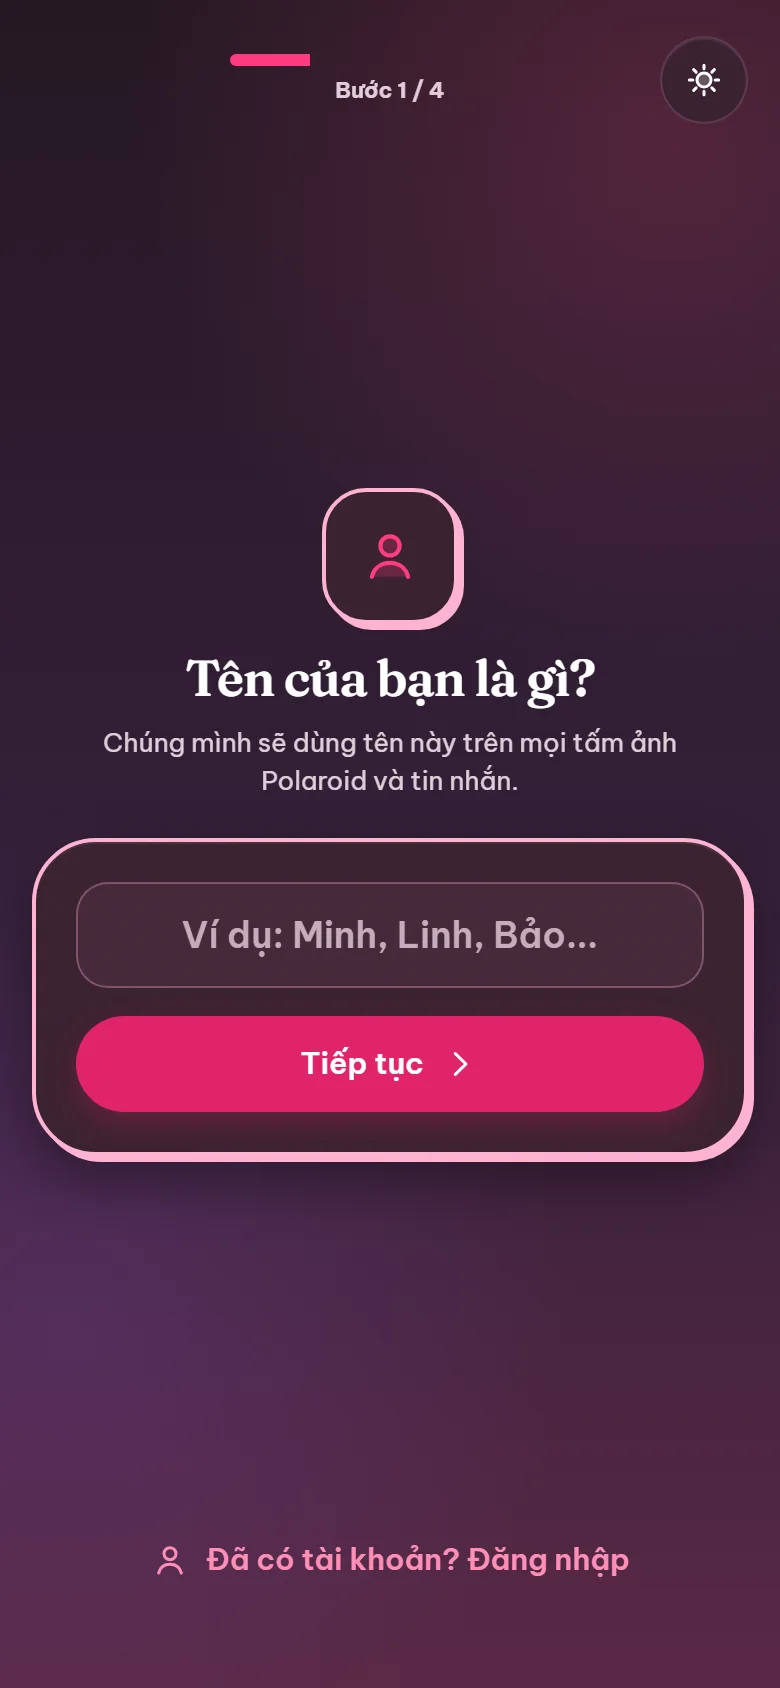 Bước 1 / 4
Tên của bạn là gì?
Chúng mình sẽ dùng tên này trên mọi tấm ảnh
Polaroid và tin nhắn.
Ví dụ: Minh, Linh, Bảo...
Tiếp tục
Đã có tài khoản? Đăng nhập